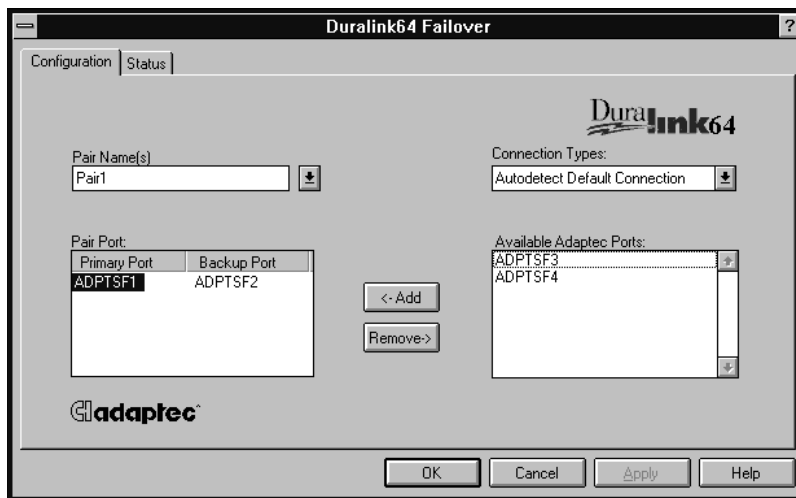 Duralink64 Failover
?
Configuration
Status
Duralink64
Pair Name(s)
Pair1
Connection Types:
Autodetect Default Connection
Pair Port:
Primary Port
Backup Port
ADPTSF1
ADPTSF2
<- Add
Remove->
Available Adaptec Ports:
ADPTSF3
ADPTSF4
adaptec
OK
Cancel
Apply
Help